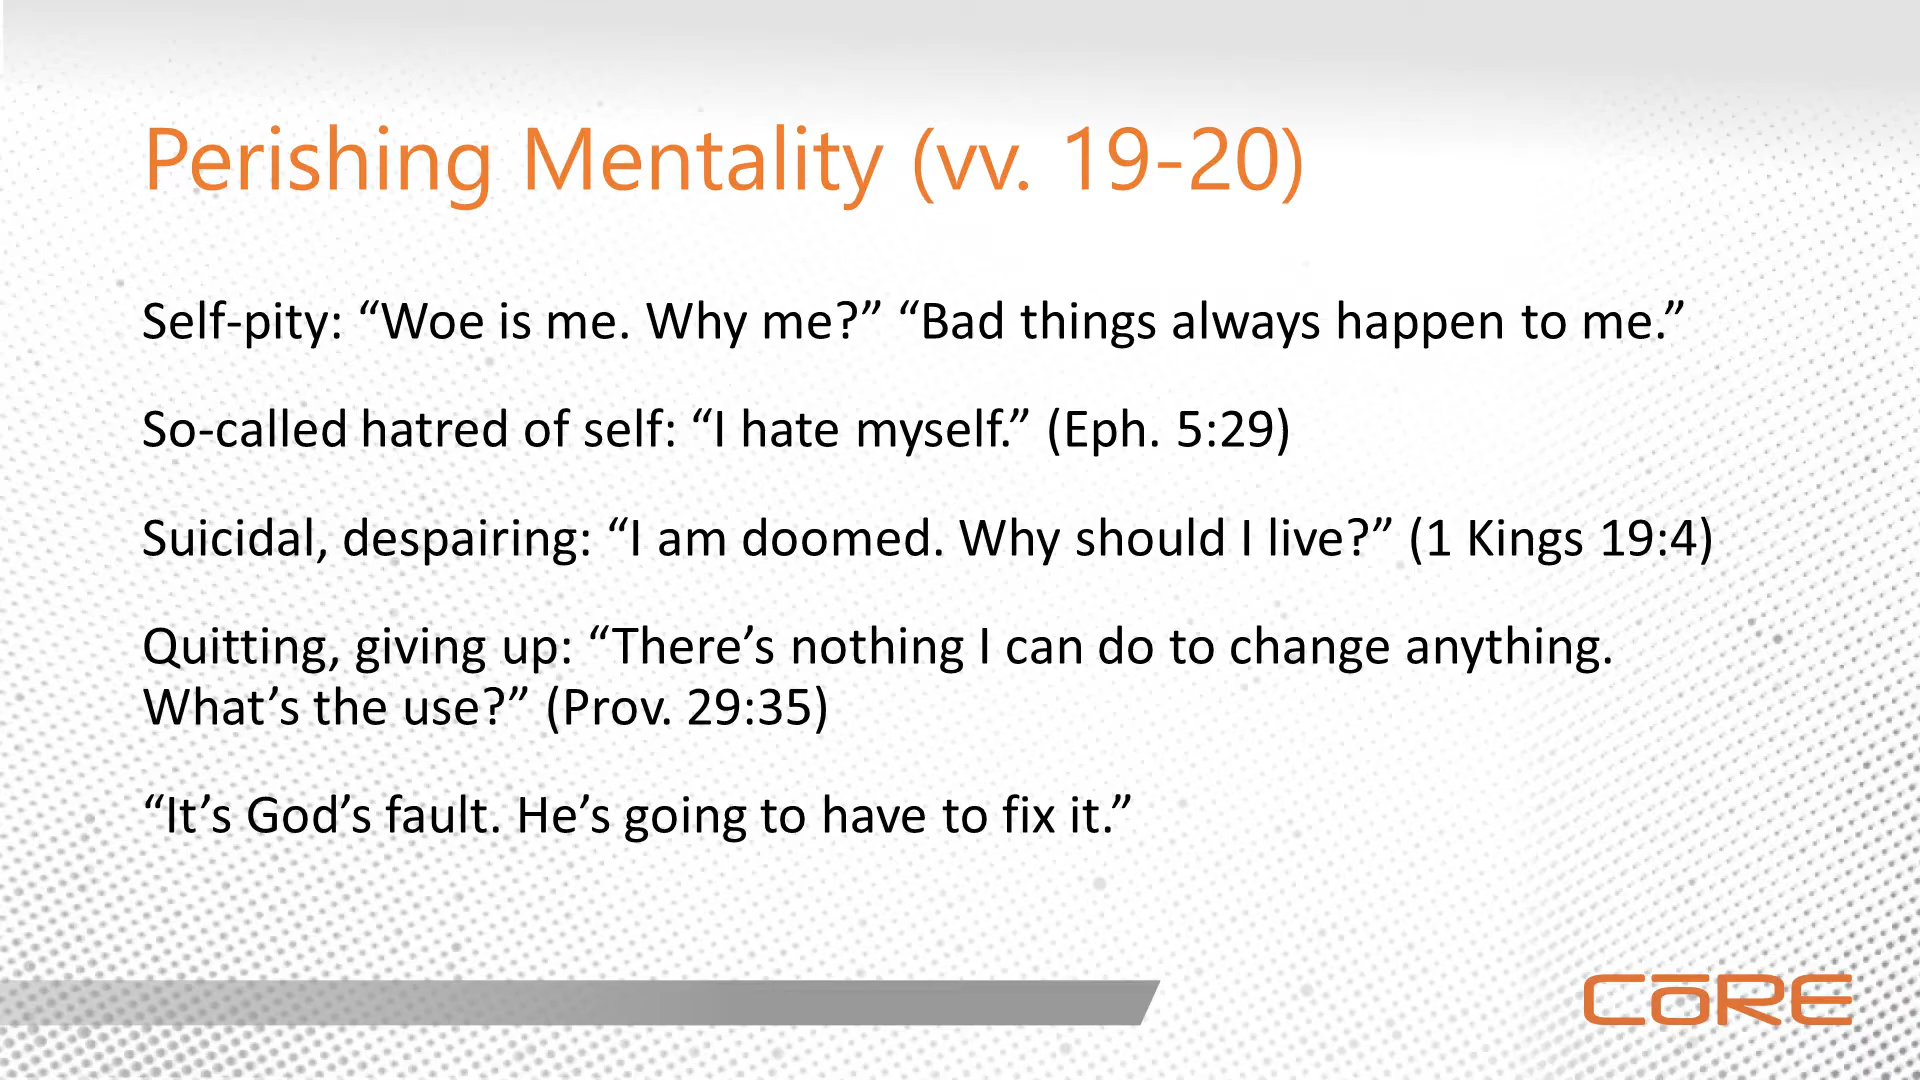 Perishing Mentality (vv. 19-20)
Self-pity: “Woe is me. Why me?” “Bad things always happen to me.”
So-called hatred of self: “I hate myself.” (Eph. 5:29)
Suicidal, despairing: “I am doomed. Why should I live?” (1 Kings 19:4)
Quitting, giving up: “There’s nothing I can do to change anything.
What’s the use?” (Prov. 29:35)
“It’s God’s fault. He’s going to have to fix it.”
CōRE